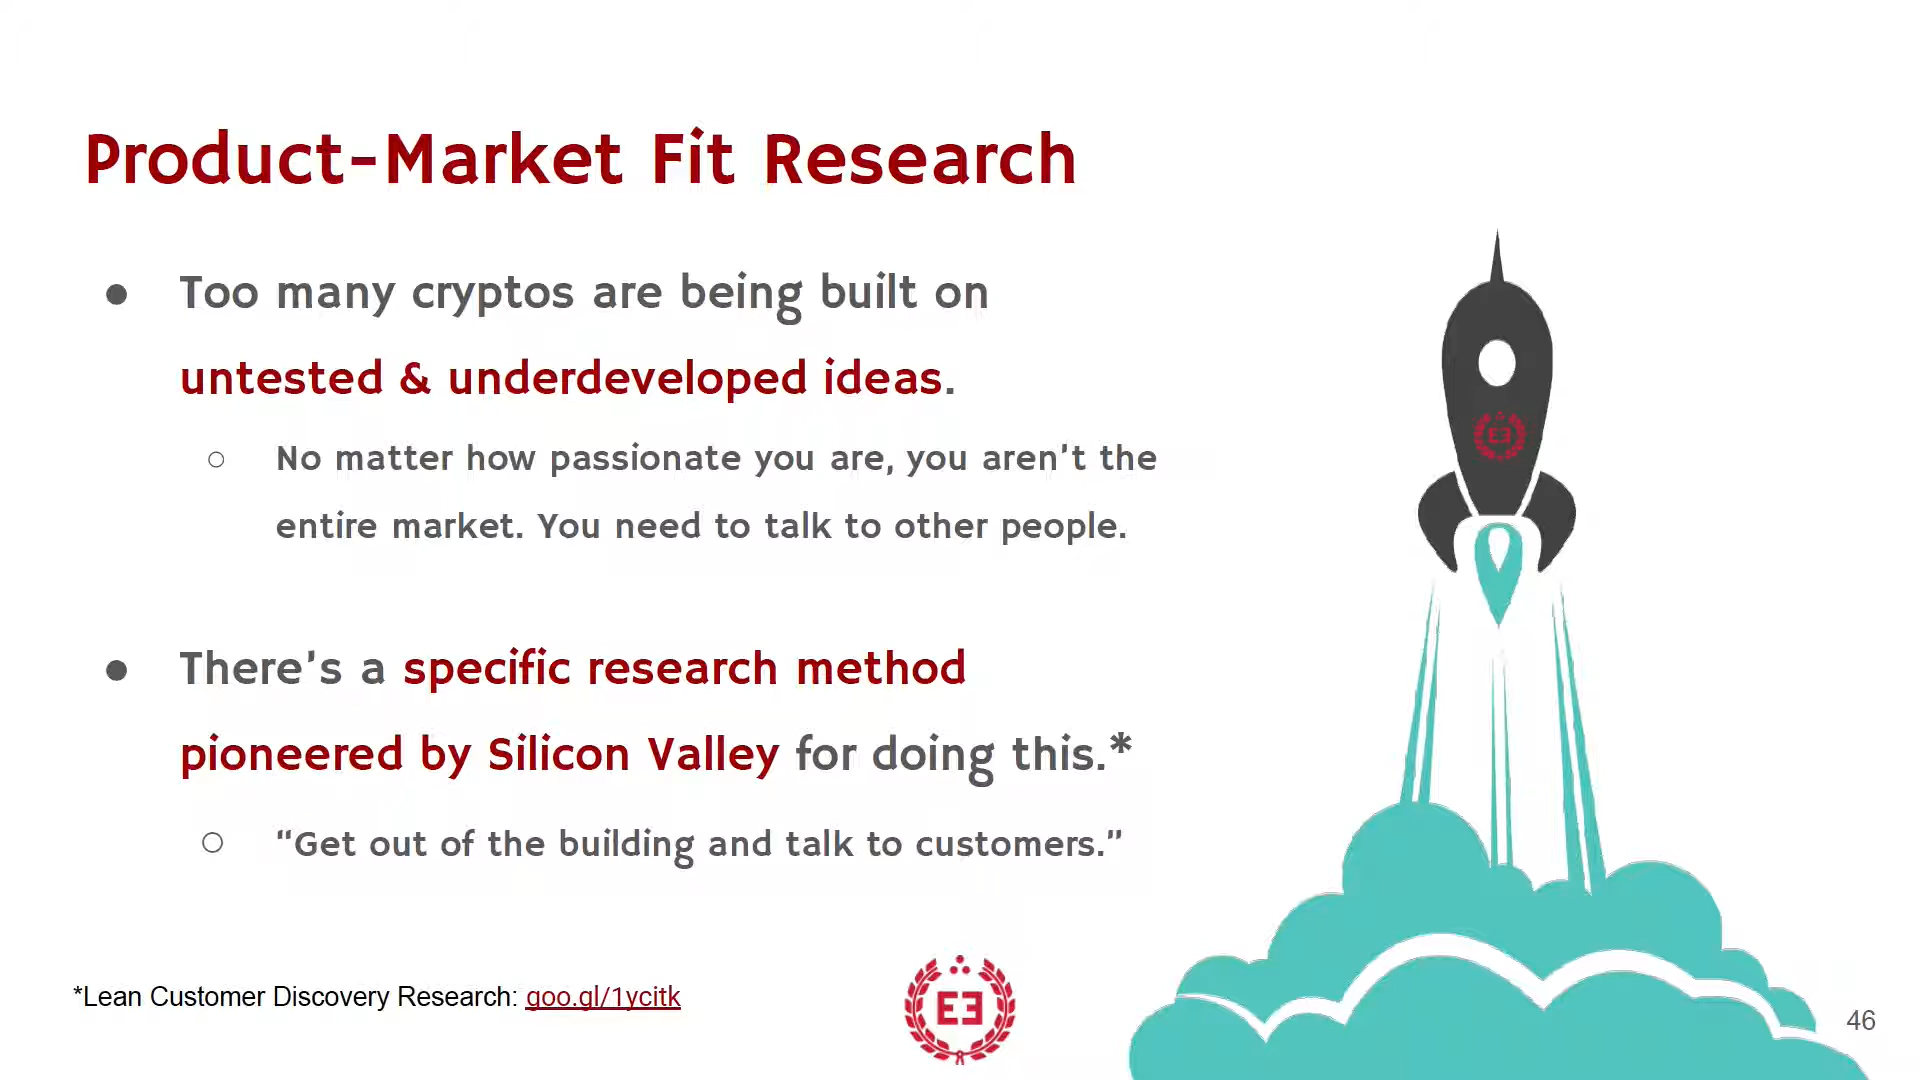 Product-Market Fit Research
● Too many cryptos are being built on
untested & underdeveloped ideas.
○ No matter how passionate you are, you aren't the
entire market. You need to talk to other people.
● There's a specific research method
pioneered by Silicon Valley for doing this.*
○ “Get out of the building and talk to customers.”
*Lean Customer Discovery Research: goo.gl/1ycitk
EƎ
EƎ
46